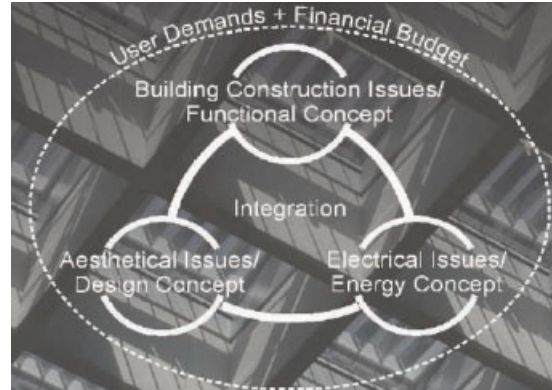 User Demands + Financial Budget
Building Construction Issues/
Functional Concept
Integration
Aesthetical Issues/
Design Concept
Electrical Issues/
Energy Concept